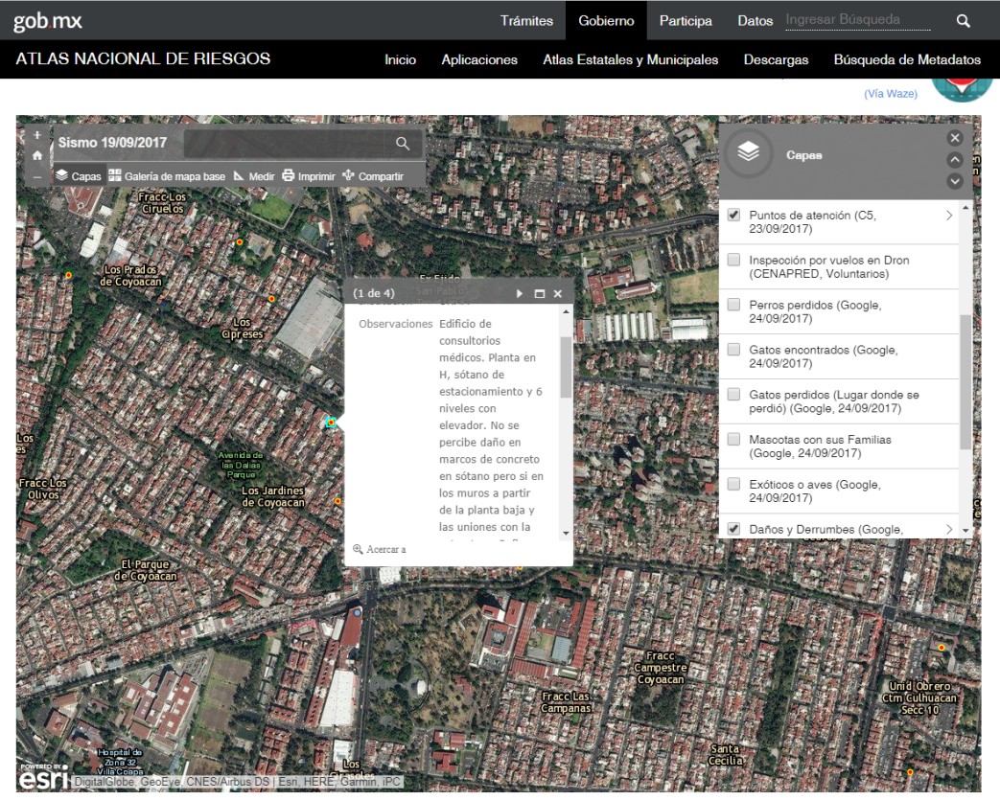 gob.mx
Trámites Gobierno Participa Datos Ingresar Búsqueda
ATLAS NACIONAL DE RIESGOS
Inicio Aplicaciones Atlas Estatales y Municipales Descargas Búsqueda de Metadatos
(Vía Waze)
+
Sismo 19/09/2017
−
Capas Galería de mapa base Medir Imprimir Compartir
Capas
Puntos de atención (C5,
23/09/2017)
Inspección por vuelos en Dron
(CENAPRED, Voluntarios)
Perros perdidos (Google,
24/09/2017)
Gatos encontrados (Google,
24/09/2017)
Gatos perdidos (Lugar donde se
perdió) (Google, 24/09/2017)
Mascotas con sus Familias
(Google, 24/09/2017)
Exóticos o aves (Google,
24/09/2017)
Daños y Derrumbes (Google,
(1 de 4)
Observaciones Edificio de
consultorios
médicos. Planta en
H, sótano de
estacionamiento y 6
niveles con
elevador. No se
percibe daño en
marcos de concreto
en sótano pero si en
los muros a partir
de la planta baja y
las uniones con la
Acercar a
Fracc Los
Ciruelos
Los Prados
de Coyoacan
Ex Ejido
San Pablo
Los
Cipreses
Los
es
Fracc Los
Olivos
Avenida de
las Dalias
Parque
Los Jardines
de Coyoacan
El Parque
de Coyoacan
Fracc
Campestre
Coyoacan
Fracc Las
Campanas
Unid Obrero
Ctm Culhuacan
Secc 10
Santa
Cecilia
Hospital de
Zona 32
Villa Coapa
Los
POWERED BY
esri
DigitalGlobe, GeoEye, CNES/Airbus DS | Esri, HERE, Garmin, iPC